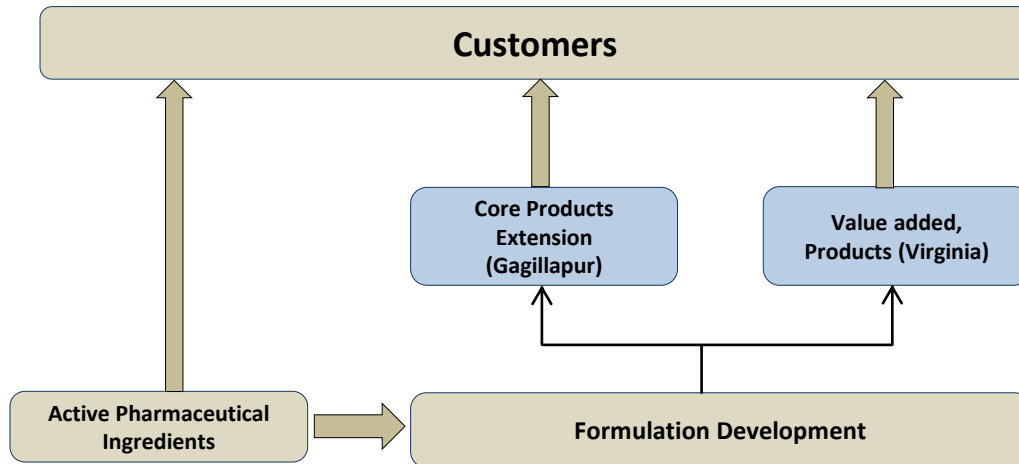 Customers
Core Products
Extension
(Gagillapur)
Value added,
Products (Virginia)
Active Pharmaceutical
Ingredients
Formulation Development